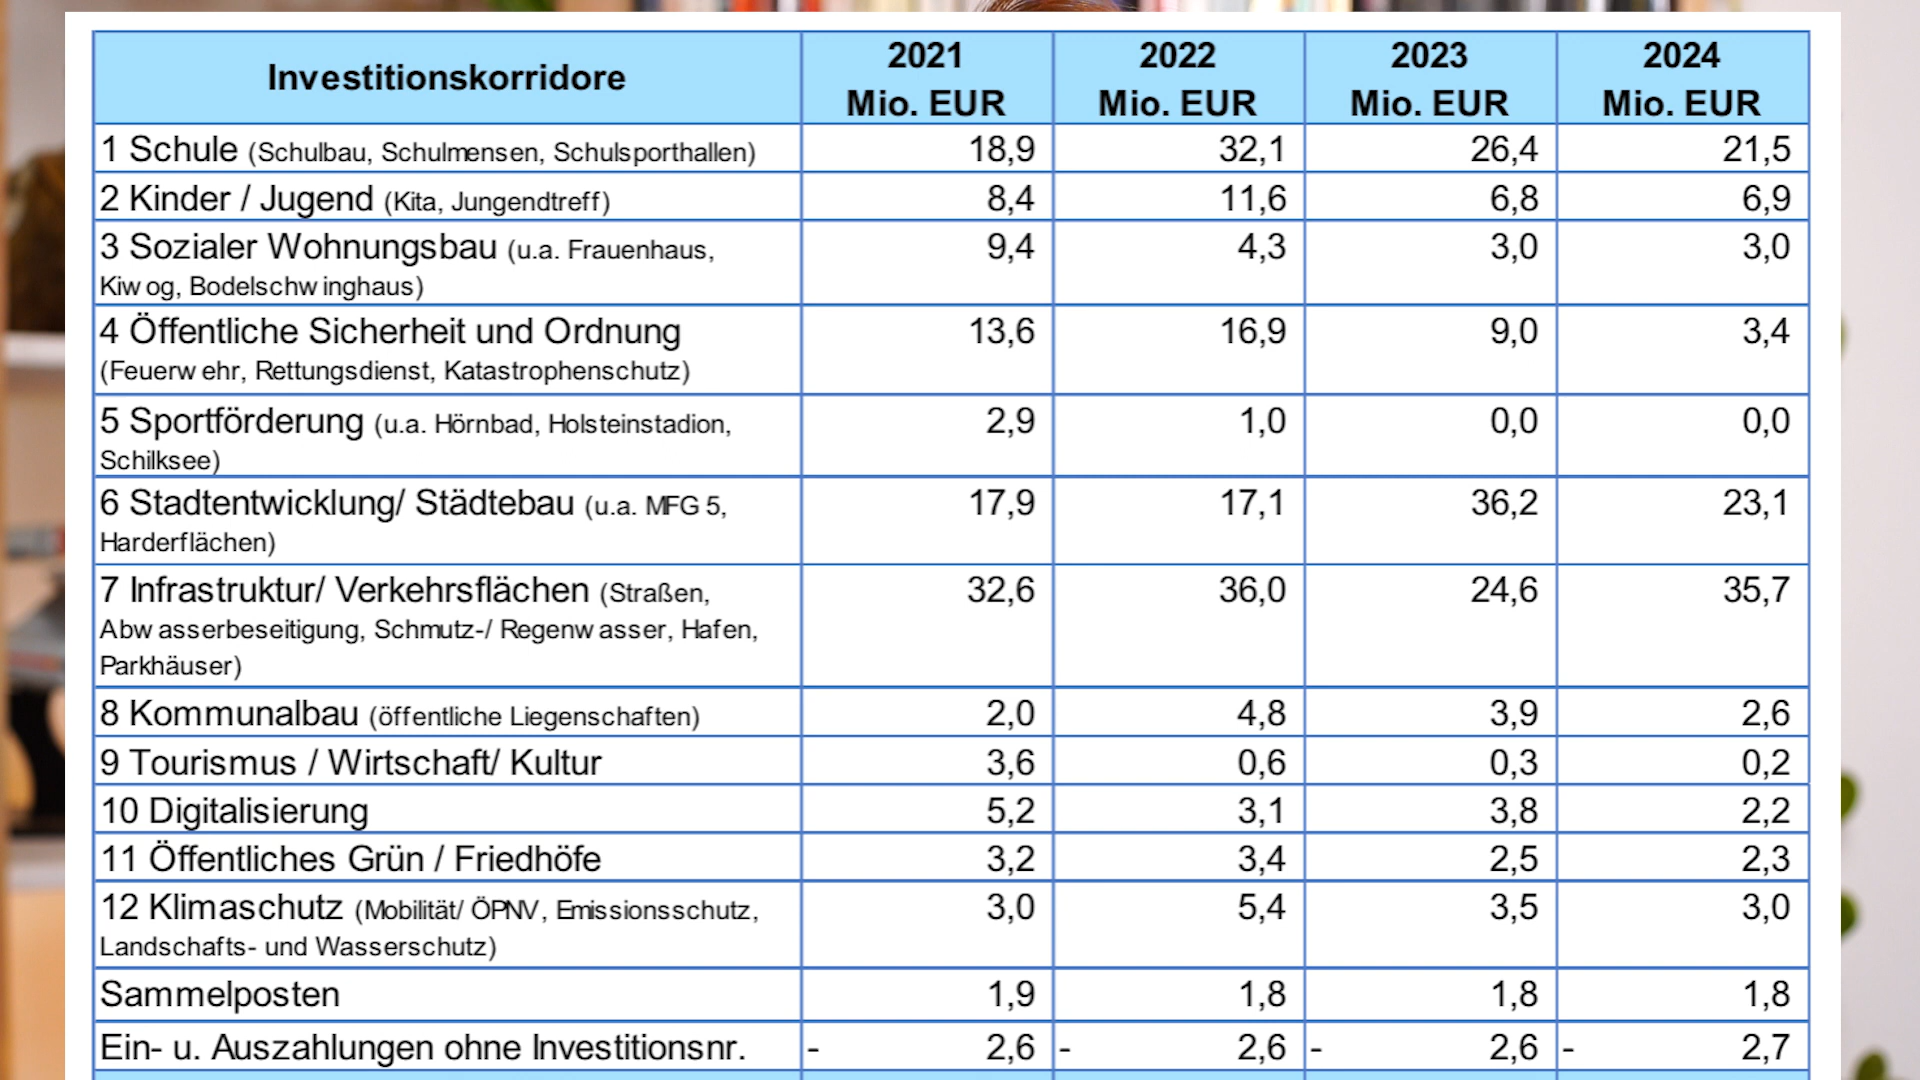 Investitionskorridore 2021 Mio. EUR 2022 Mio. EUR 2023 Mio. EUR 2024 Mio. EUR
1 Schule (Schulbau, Schulmensen, Schulsporthallen) 18,9 32,1 26,4 21,5
2 Kinder / Jugend (Kita, Jungendtreff) 8,4 11,6 6,8 6,9
3 Sozialer Wohnungsbau (u.a. Frauenhaus, 9,4 4,3 3,0 3,0
Kiwog, Bodelschwinghaus)
4 Öffentliche Sicherheit und Ordnung 13,6 16,9 9,0 3,4
(Feuerwehr, Rettungsdienst, Katastrophenschutz)
5 Sportförderung (u.a. Hörnbad, Holsteinstadion, 2,9 1,0 0,0 0,0
Schilksee)
6 Stadtentwicklung/ Städtebau (u.a. MFG 5, 17,9 17,1 36,2 23,1
Harderflächen)
7 Infrastruktur/ Verkehrsflächen (Straßen, 32,6 36,0 24,6 35,7
Abwasserbeseitigung, Schmutz-/ Regenwasser, Hafen,
Parkhäuser)
8 Kommunalbau (öffentliche Liegenschaften) 2,0 4,8 3,9 2,6
9 Tourismus / Wirtschaft/ Kultur 3,6 0,6 0,3 0,2
10 Digitalisierung 5,2 3,1 3,8 2,2
11 Öffentliches Grün / Friedhöfe 3,2 3,4 2,5 2,3
12 Klimaschutz (Mobilität/ ÖPNV, Emissionsschutz, 3,0 5,4 3,5 3,0
Landschafts- und Wasserschutz)
Sammelposten 1,9 1,8 1,8 1,8
Ein- u. Auszahlungen ohne Investitionsnr. - 2,6 - 2,6 - 2,6 - 2,7